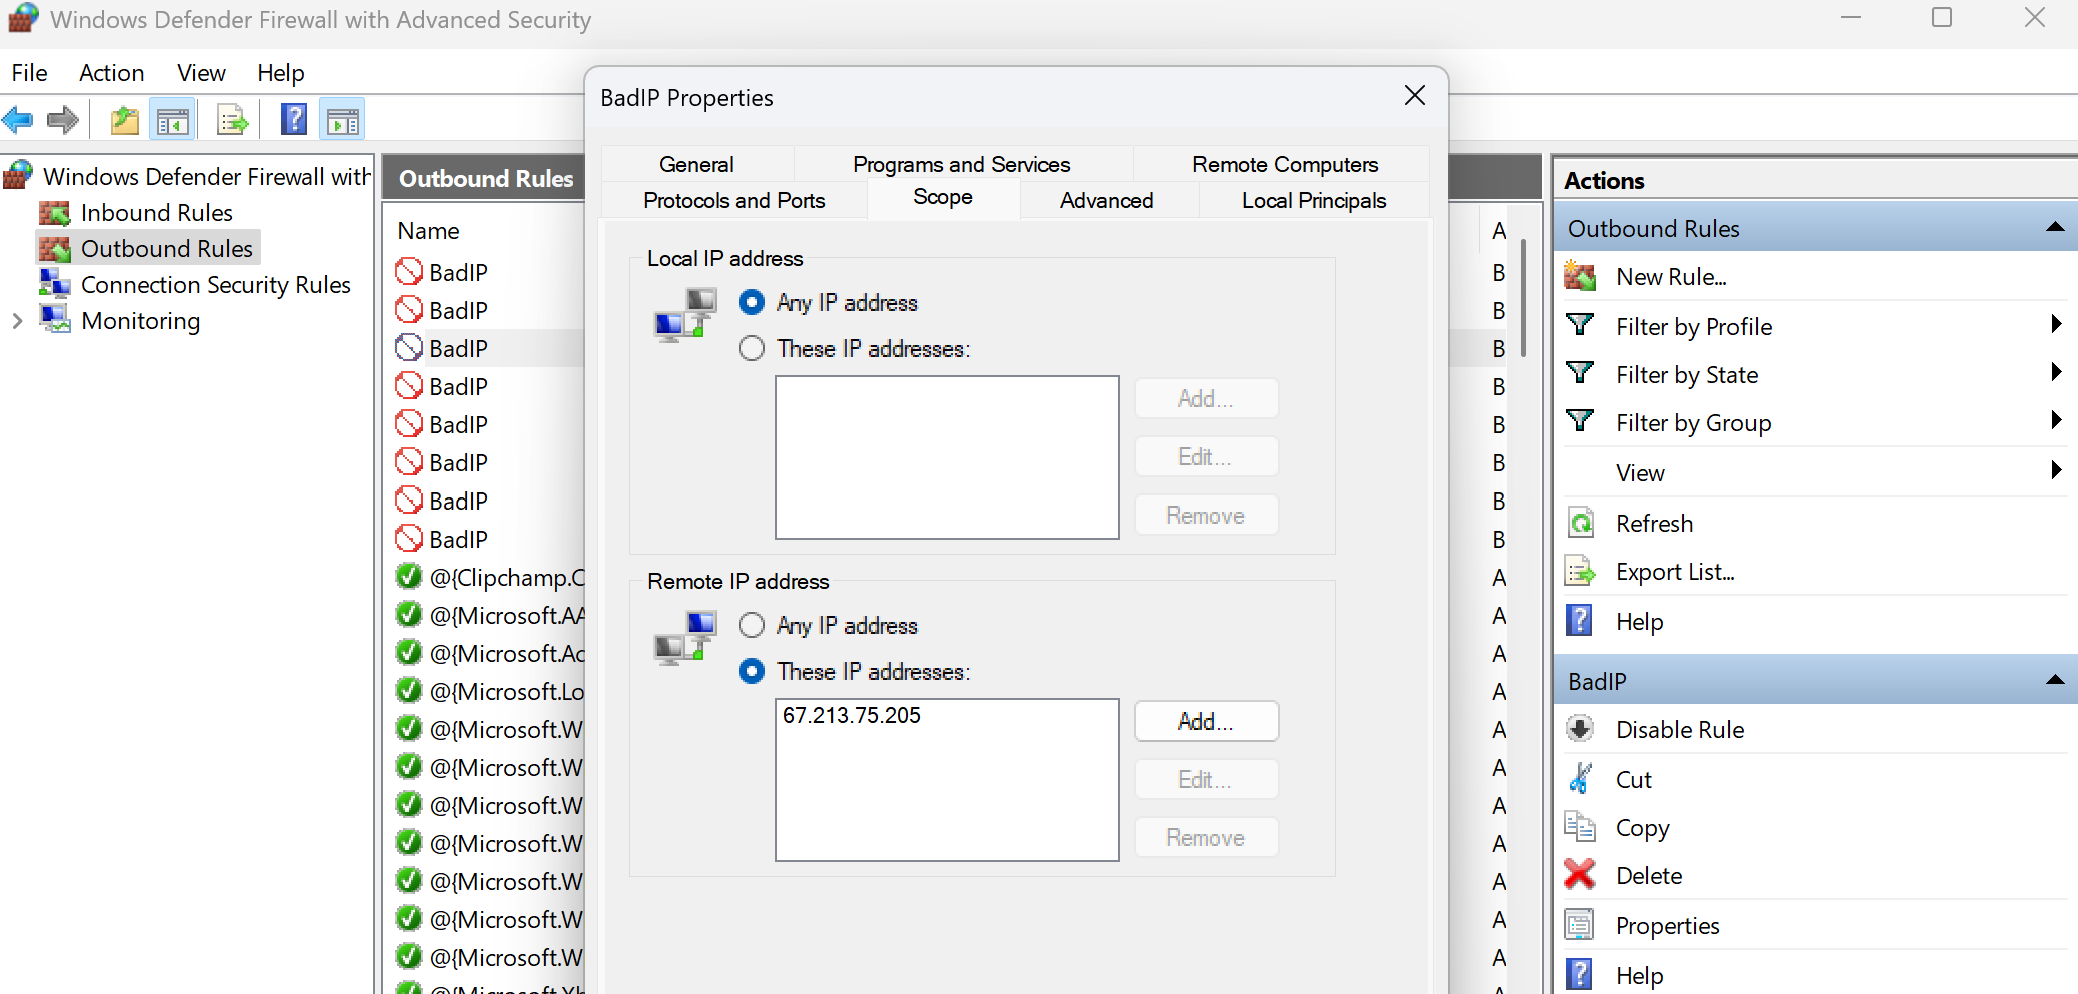 Windows Defender Firewall with Advanced Security
File Action View Help
Windows Defender Firewall with
Inbound Rules
Outbound Rules
Connection Security Rules
Monitoring
Outbound Rules
Name
BadIP
BadIP
BadIP
BadIP
BadIP
BadIP
BadIP
BadIP
@{Clipchamp.C
@{Microsoft.AA
@{Microsoft.Ac
@{Microsoft.Lo
@{Microsoft.W
@{Microsoft.W
@{Microsoft.W
@{Microsoft.W
@{Microsoft.W
@{Microsoft.W
@{Microsoft.W
@{Microsoft.Xb
BadIP Properties
General Programs and Services Remote Computers
Protocols and Ports Scope Advanced Local Principals
Local IP address
Any IP address
These IP addresses:
Add...
Edit...
Remove
Remote IP address
Any IP address
These IP addresses:
67.213.75.205
Add...
Edit...
Remove
A
B
B
B
B
B
B
B
B
A
A
A
A
A
A
A
A
A
A
A
A
Actions
Outbound Rules
New Rule...
Filter by Profile
Filter by State
Filter by Group
View
Refresh
Export List...
Help
BadIP
Disable Rule
Cut
Copy
Delete
Properties
Help